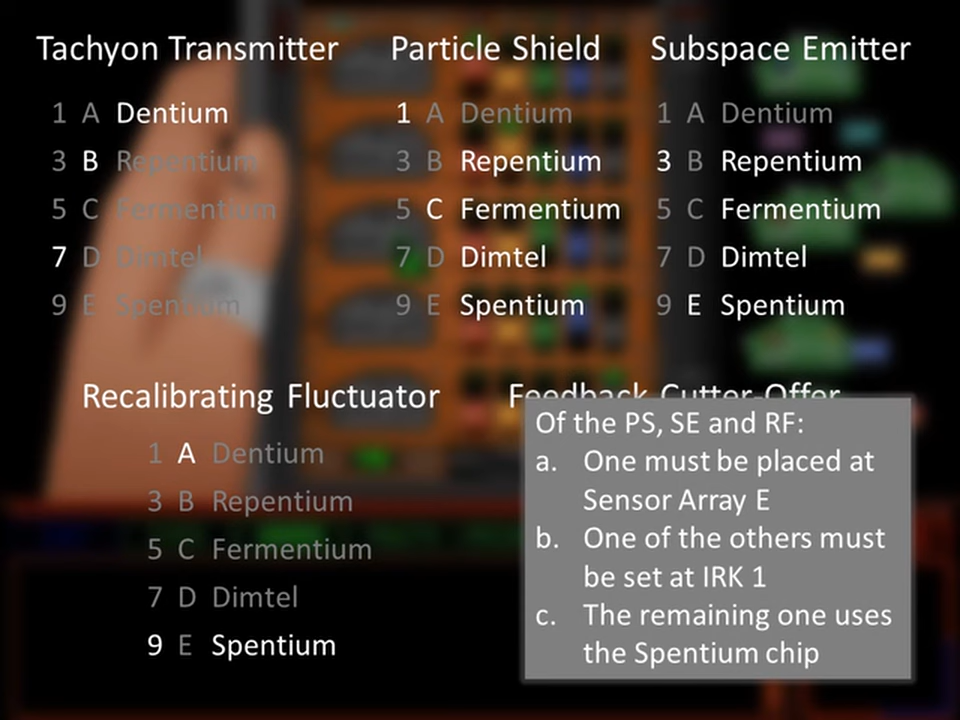 Tachyon Transmitter Particle Shield Subspace Emitter
1 A Dentium 1 A Dentium 1 A Dentium
3 B Repentium 3 B Repentium 3 B Repentium
5 C Fermentium 5 C Fermentium 5 C Fermentium
7 D Dimtel 7 D Dimtel 7 D Dimtel
9 E Spentium 9 E Spentium 9 E Spentium
Recalibrating Fluctuator Feedback Cutter Offer
1 A Dentium
3 B Repentium
5 C Fermentium
7 D Dimtel
9 E Spentium
Of the PS, SE and RF:
a. One must be placed at
Sensor Array E
b. One of the others must
be set at IRK 1
c. The remaining one uses
the Spentium chip